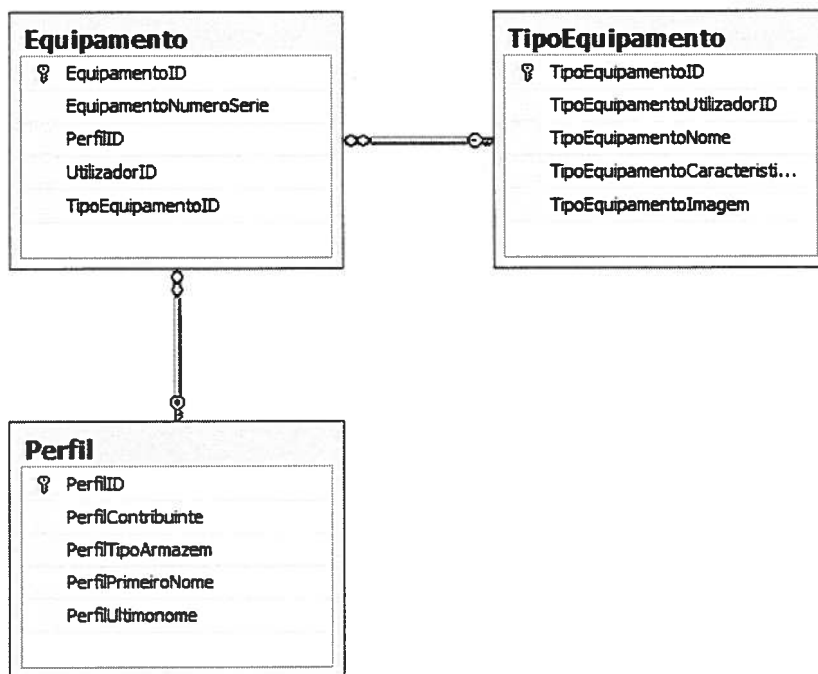 Equipamento
EquipamentoID
EquipamentoNumeroSerie
PerfilID
UtilizadorID
TipoEquipamentoID
TipoEquipamento
TipoEquipamentoID
TipoEquipamentoUtilizadorID
TipoEquipamentoNome
TipoEquipamentoCaracteristi...
TipoEquipamentoImagem
Perfil
PerfilID
PerfilContribuinte
PerfilTipoArmazem
PerfilPrimeiroNome
PerfilUltimonome